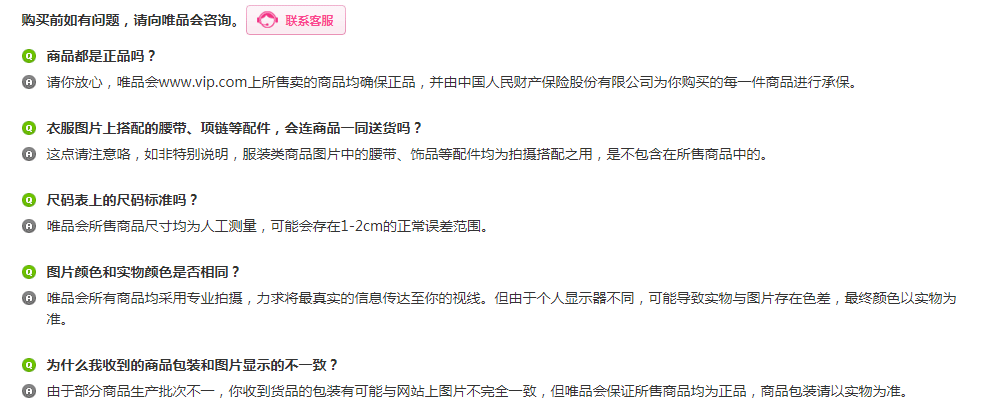 购买前如有问题，请向唯品会咨询。 联系客服
Q 商品都是正品吗？
A 请你放心，唯品会www.vip.com上所售卖的商品均确保正品，并由中国人民财产保险股份有限公司为你购买的每一件商品进行承保。
Q 衣服图片上搭配的腰带、项链等配件，会连商品一同送货吗？
A 这点请注意咯，如非特别说明，服装类商品图片中的腰带、饰品等配件均为拍摄搭配之用，是不包含在所售商品中的。
Q 尺码表上的尺码标准吗？
A 唯品会所售商品尺寸均为人工测量，可能会存在1-2cm的正常误差范围。
Q 图片颜色和实物颜色是否相同？
A 唯品会所有商品均采用专业拍摄，力求将最真实的信息传达至你的视线。但由于个人显示器不同，可能导致实物与图片存在色差，最终颜色以实物为
准。
Q 为什么我收到的商品包装和图片显示的不一致？
A 由于部分商品生产批次不一，你收到货品的包装有可能与网站上图片不完全一致，但唯品会保证所售商品均为正品，商品包装请以实物为准。